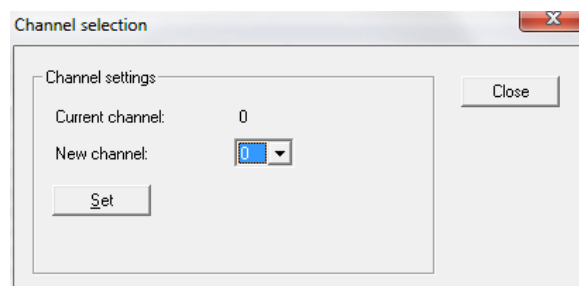 Channel selection
Channel settings
Close
Current channel: 0
New channel: 0
Set